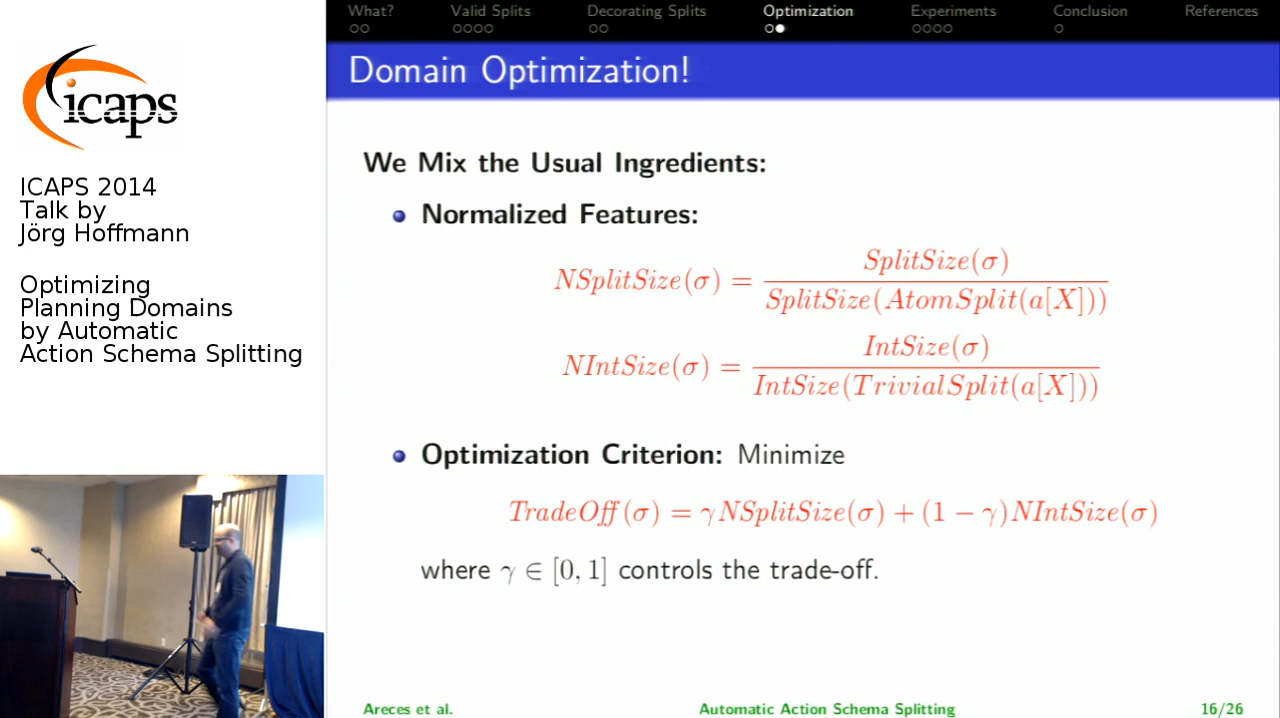 icaps
ICAPS 2014
Talk by
Jörg Hoffmann
Optimizing
Planning Domains
by Automatic
Action Schema Splitting
What? Valid Splits Decorating Splits Optimization Experiments Conclusion References
Domain Optimization!
We Mix the Usual Ingredients:
Normalized Features:
NSplitSize(σ) = SplitSize(σ) / SplitSize(AtomSplit(a[X]))
NIntSize(σ) = IntSize(σ) / IntSize(TrivialSplit(a[X]))
Optimization Criterion: Minimize
TradeOff(σ) = γNSplitSize(σ) + (1 − γ)NIntSize(σ)
where γ ∈ [0, 1] controls the trade-off.
Areces et al. Automatic Action Schema Splitting 16/26